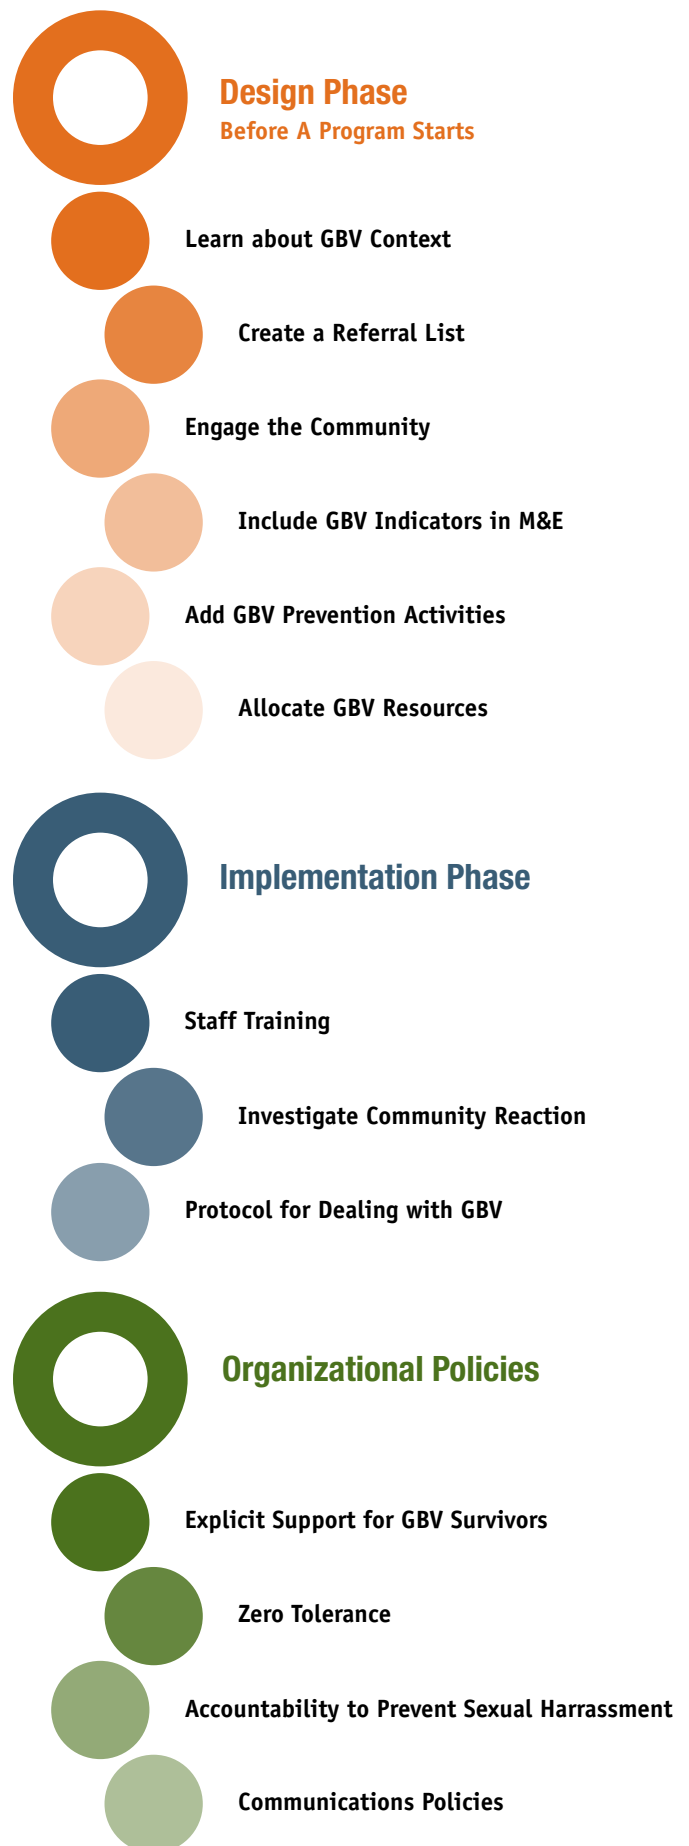 Design Phase
Before A Program Starts
Learn about GBV Context
Create a Referral List
Engage the Community
Include GBV Indicators in M&E
Add GBV Prevention Activities
Allocate GBV Resources
Implementation Phase
Staff Training
Investigate Community Reaction
Protocol for Dealing with GBV
Organizational Policies
Explicit Support for GBV Survivors
Zero Tolerance
Accountability to Prevent Sexual Harrassment
Communications Policies